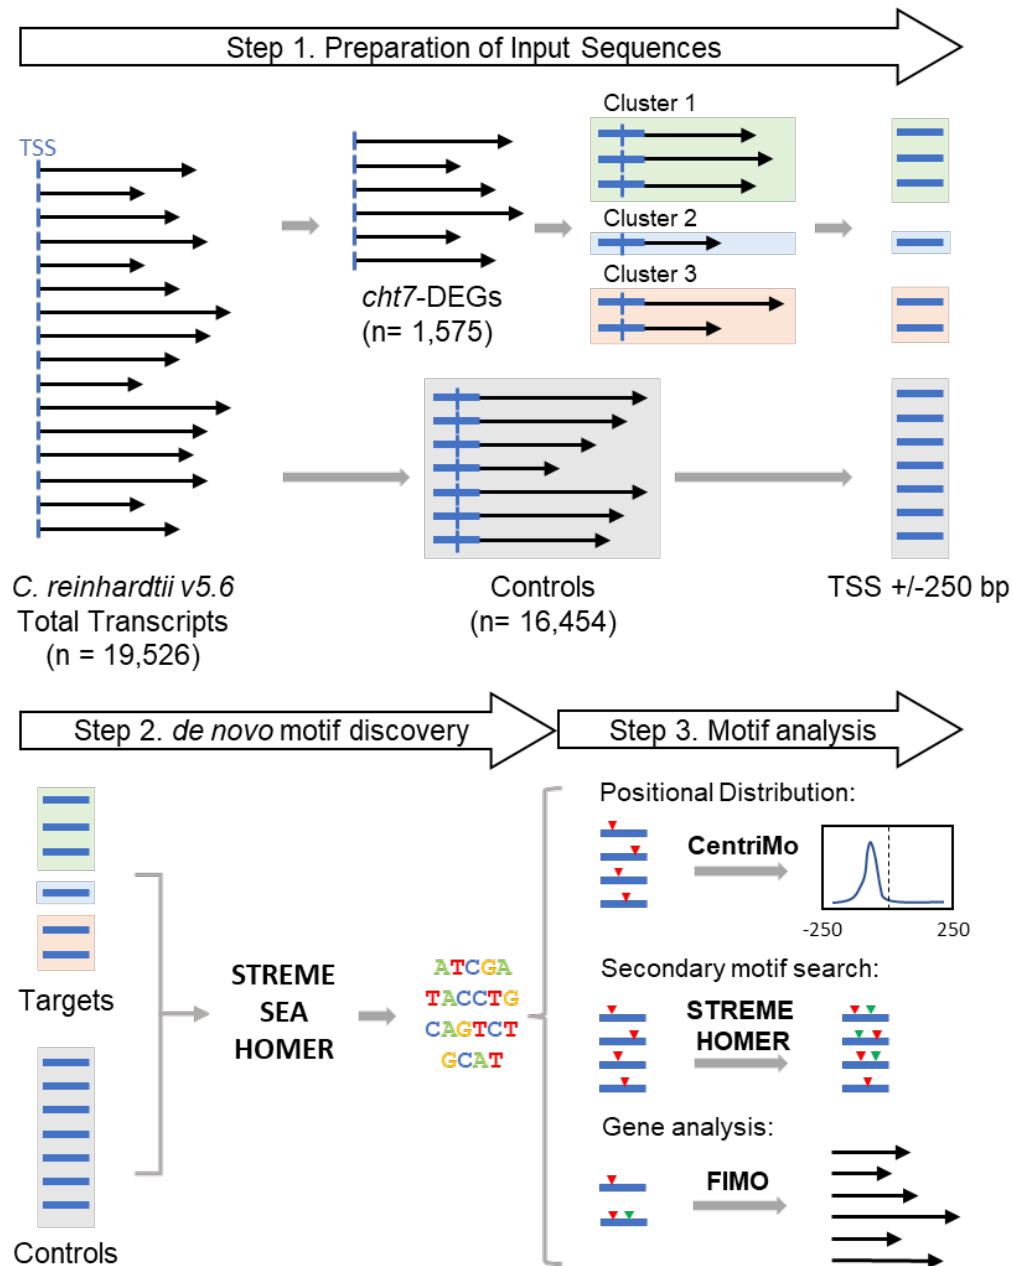 Step 1. Preparation of Input Sequences
TSS
Cluster 1
Cluster 2
Cluster 3
cht7-DEGs
(n= 1,575)
C. reinhardtii v5.6
Total Transcripts
(n = 19,526)
Controls
(n= 16,454)
TSS +/-250 bp
Step 2. de novo motif discovery
Step 3. Motif analysis
Targets
Controls
STREME
SEA
HOMER
ATCGA
TACCTG
CAGTCT
GCAT
Positional Distribution:
CentriMo
-250
250
Secondary motif search:
STREME
HOMER
Gene analysis:
FIMO